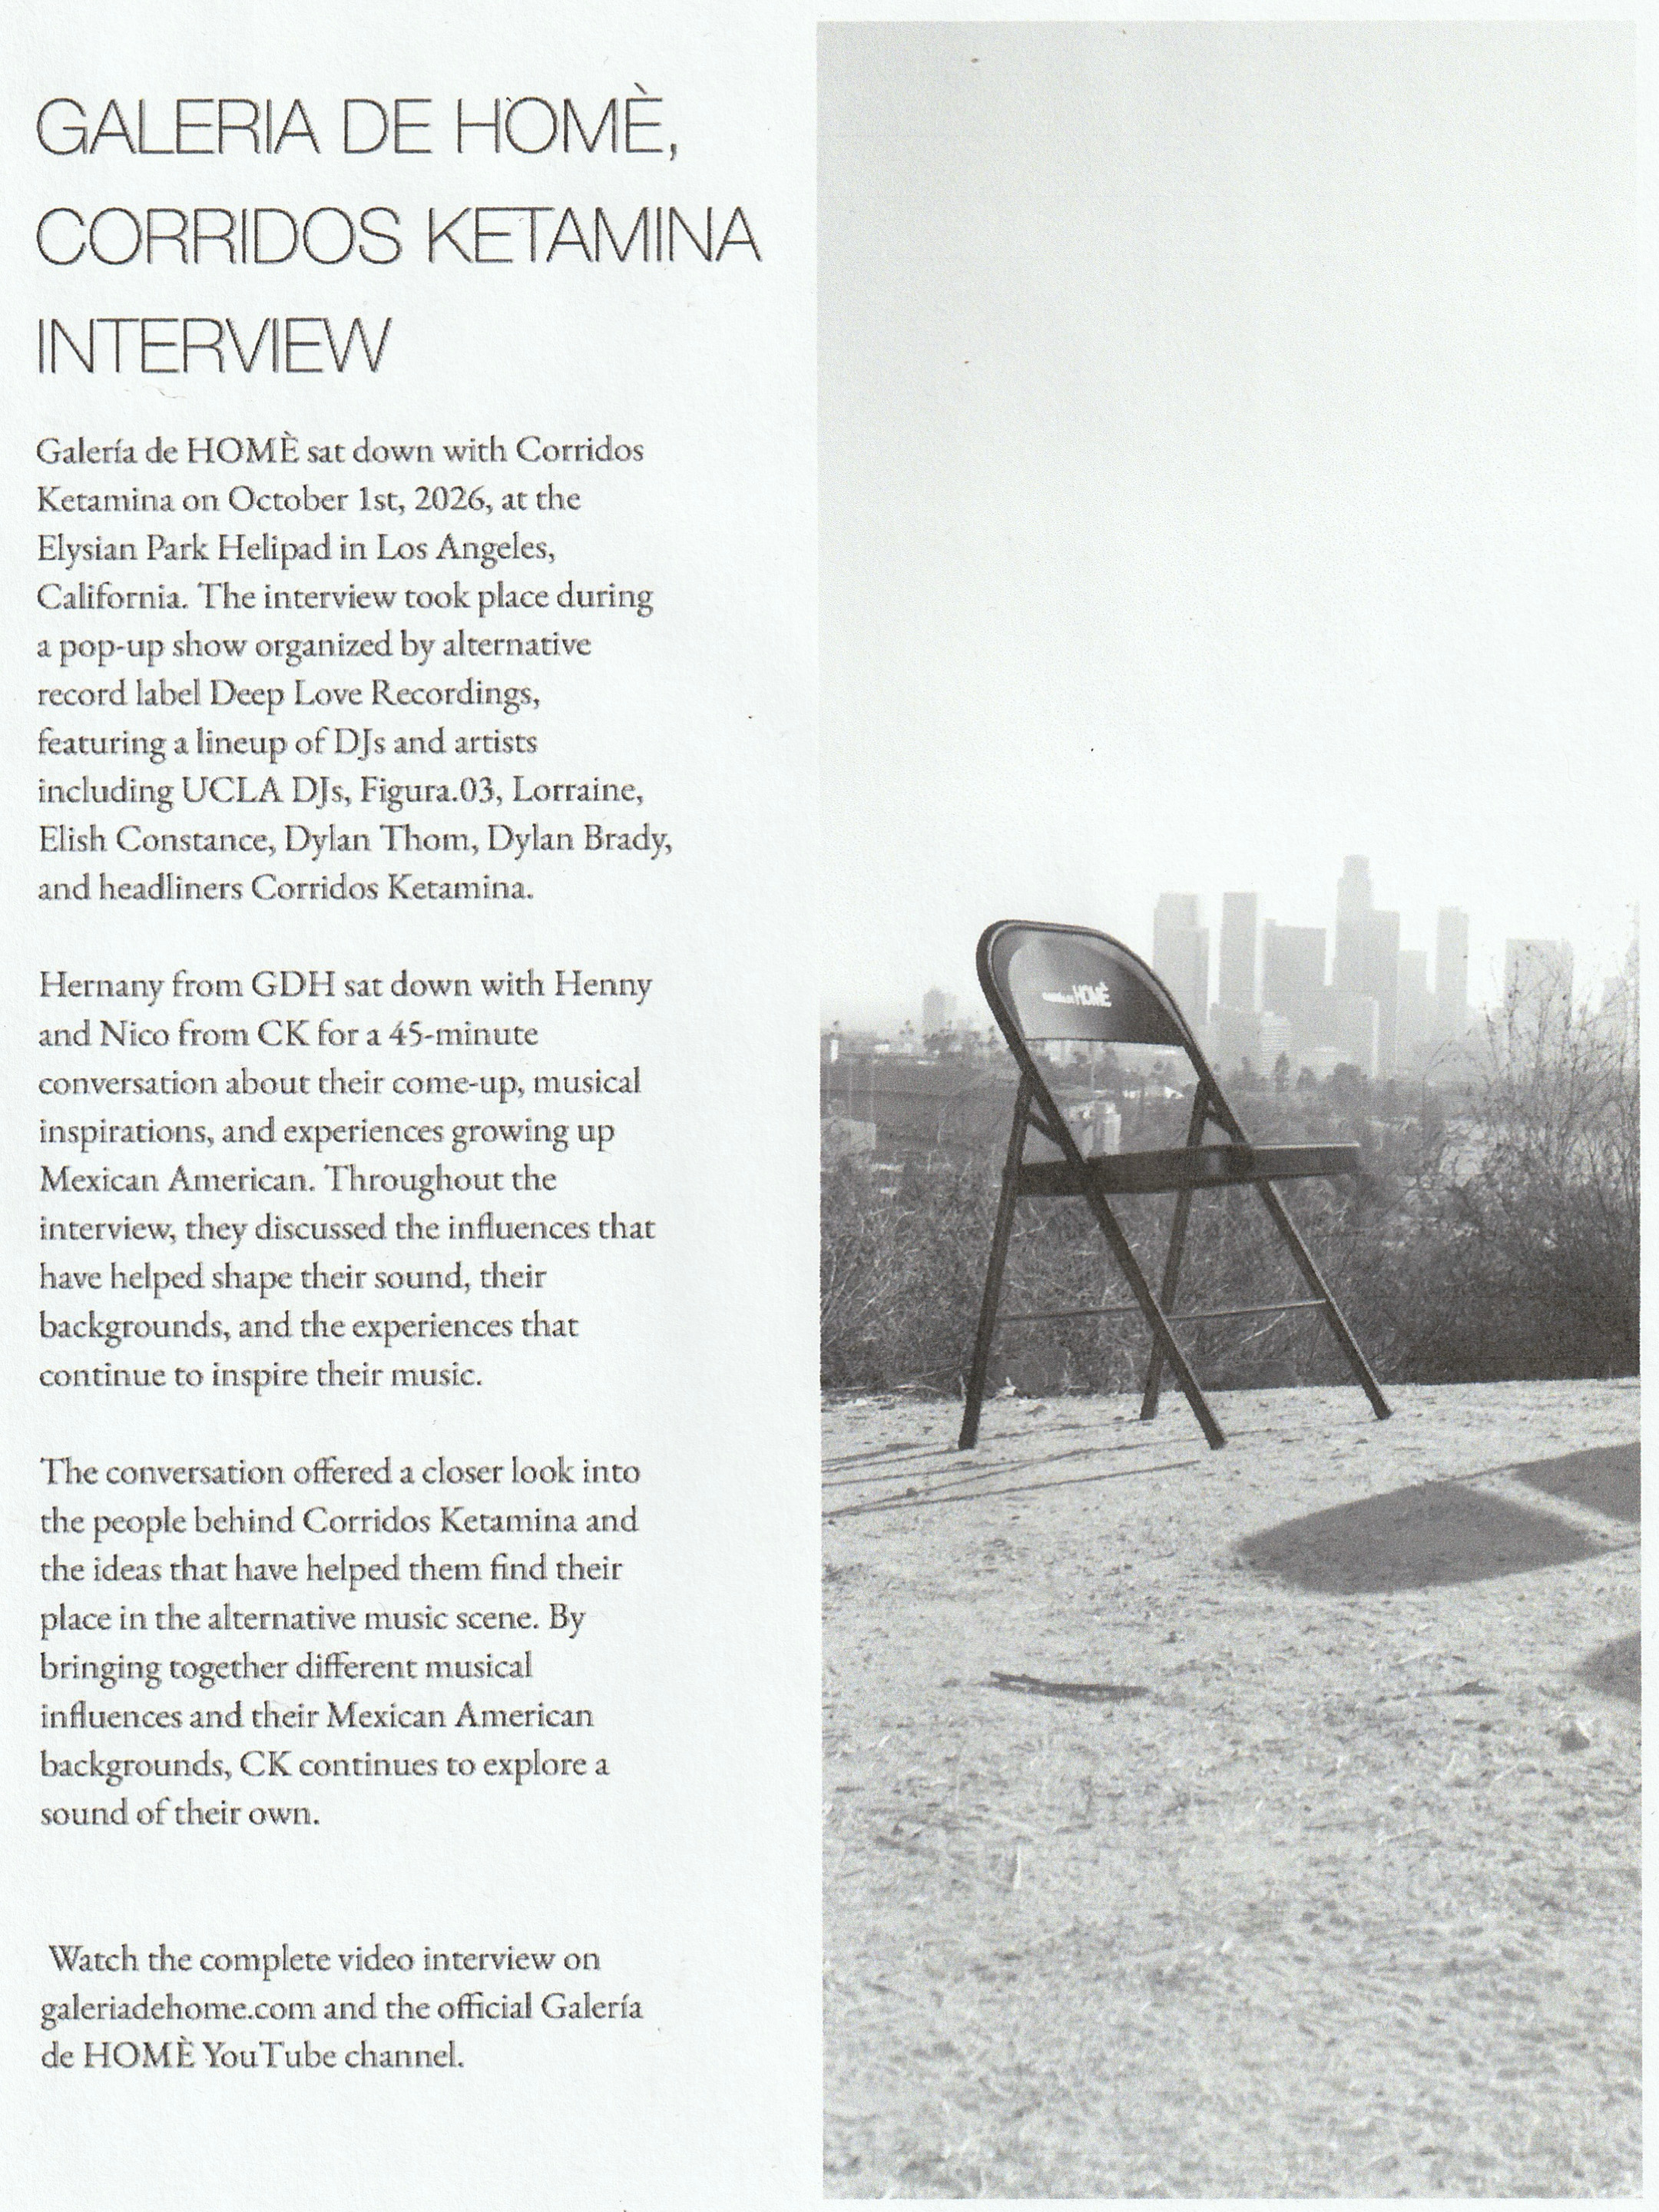 GALERIA DE HOMÈ,
CORRIDOS KETAMINA
INTERVIEW
Galería de HOMÈ sat down with Corridos
Ketamina on October 1st, 2026, at the
Elysian Park Helipad in Los Angeles,
California. The interview took place during
a pop-up show organized by alternative
record label Deep Love Recordings,
featuring a lineup of DJs and artists
including UCLA DJs, Figura.03, Lorraine,
Elish Constance, Dylan Thom, Dylan Brady,
and headliners Corridos Ketamina.
Hernany from GDH sat down with Henny
and Nico from CK for a 45-minute
conversation about their come-up, musical
inspirations, and experiences growing up
Mexican American. Throughout the
interview, they discussed the influences that
have helped shape their sound, their
backgrounds, and the experiences that
continue to inspire their music.
The conversation offered a closer look into
the people behind Corridos Ketamina and
the ideas that have helped them find their
place in the alternative music scene. By
bringing together different musical
influences and their Mexican American
backgrounds, CK continues to explore a
sound of their own.
Watch the complete video interview on
galeriadehome.com and the official Galería
de HOMÈ YouTube channel.
HOMÈ